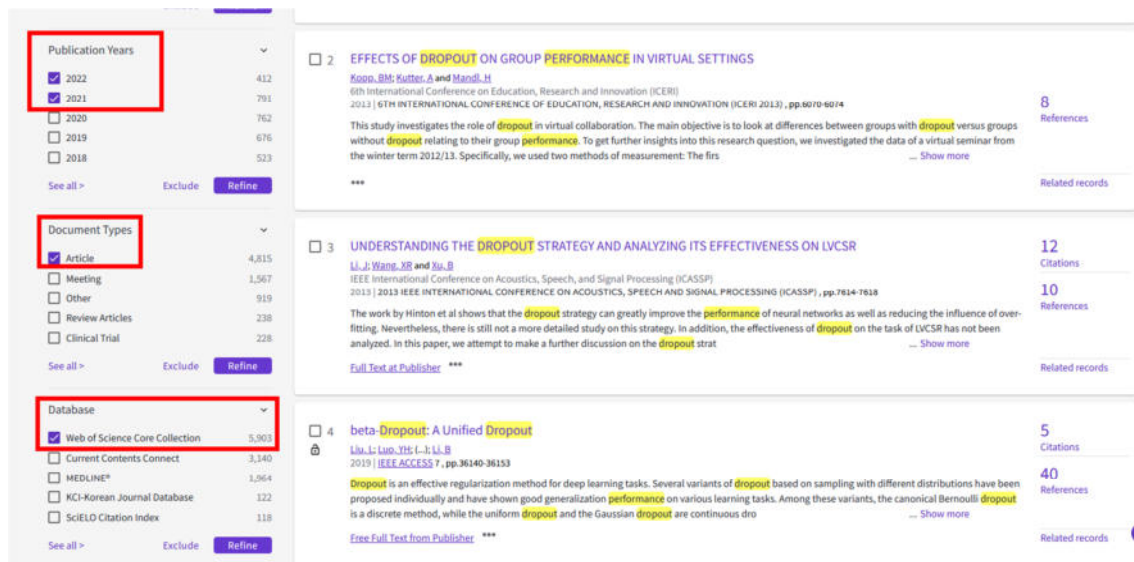 Publication Years
2022 412
2021 791
2020 762
2019 676
2018 523
See all > Exclude Refine
Document Types
Article 4,815
Meeting 1,567
Other 919
Review Articles 238
Clinical Trial 228
See all > Exclude Refine
Database
Web of Science Core Collection 5,903
Current Contents Connect 3,140
MEDLINE® 1,964
KCI-Korean Journal Database 122
SciELO Citation Index 118
See all > Exclude Refine
2 EFFECTS OF DROPOUT ON GROUP PERFORMANCE IN VIRTUAL SETTINGS
Kopp, BM; Kutter, A and Mandl, H
6th International Conference on Education, Research and Innovation (ICERI)
2013 | 6TH INTERNATIONAL CONFERENCE OF EDUCATION, RESEARCH AND INNOVATION (ICERI 2013) , pp.6070-6074
This study investigates the role of dropout in virtual collaboration. The main objective is to look at differences between groups with dropout versus groups
without dropout relating to their group performance. To get further insights into this research question, we investigated the data of a virtual seminar from
the winter term 2012/13. Specifically, we used two methods of measurement: The firs ... Show more
8
References
Related records
3 UNDERSTANDING THE DROPOUT STRATEGY AND ANALYZING ITS EFFECTIVENESS ON LVCSR
Li, J; Wang, XR and Xu, B
IEEE International Conference on Acoustics, Speech, and Signal Processing (ICASSP)
2013 | 2013 IEEE INTERNATIONAL CONFERENCE ON ACOUSTICS, SPEECH AND SIGNAL PROCESSING (ICASSP) , pp.7614-7618
The work by Hinton et al shows that the dropout strategy can greatly improve the performance of neural networks as well as reducing the influence of over-
fitting. Nevertheless, there is still not a more detailed study on this strategy. In addition, the effectiveness of dropout on the task of LVCSR has not been
analyzed. In this paper, we attempt to make a further discussion on the dropout strat ... Show more
Full Text at Publisher
12
Citations
10
References
Related records
4 beta-Dropout: A Unified Dropout
Liu, L; Luo, YH; (...); Li, B
2019 | IEEE ACCESS 7 , pp.36140-36153
Dropout is an effective regularization method for deep learning tasks. Several variants of dropout based on sampling with different distributions have been
proposed individually and have shown good generalization performance on various learning tasks. Among these variants, the canonical Bernoulli dropout
is a discrete method, while the uniform dropout and the Gaussian dropout are continuous dro ... Show more
Free Full Text from Publisher
5
Citations
40
References
Related records